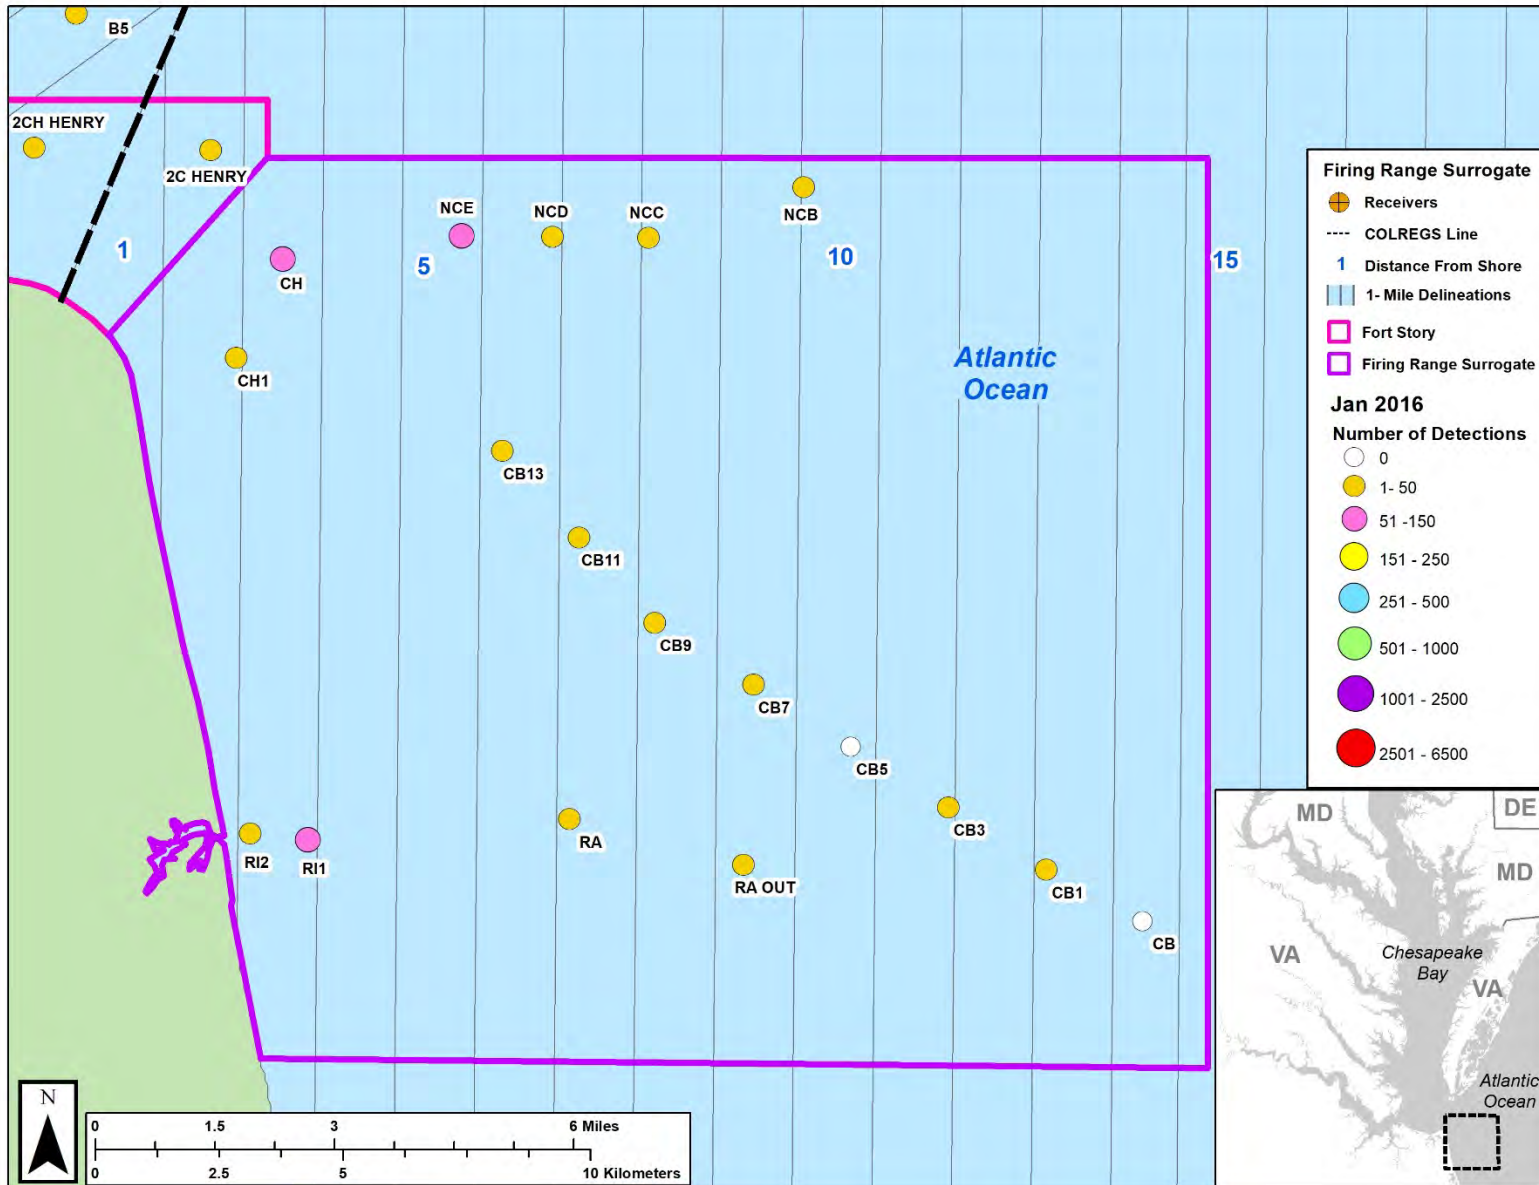 B5
2CH HENRY
2C HENRY
1
CH
NCE
NCD
NCC
NCB
5
10
15
CH1
Atlantic
Ocean
CB13
CB11
CB9
CB7
CB5
CB3
CB1
CB
RI2
RI1
RA
RA OUT
N
0 1.5 3 6 Miles
0 2.5 5 10 Kilometers
Firing Range Surrogate
Receivers
COLREGS Line
1 Distance From Shore
1- Mile Delineations
Fort Story
Firing Range Surrogate
Jan 2016
Number of Detections
0
1- 50
51 -150
151 - 250
251 - 500
501 - 1000
1001 - 2500
2501 - 6500
MD
DE
MD
VA
Chesapeake
Bay
VA
Atlantic
Ocean